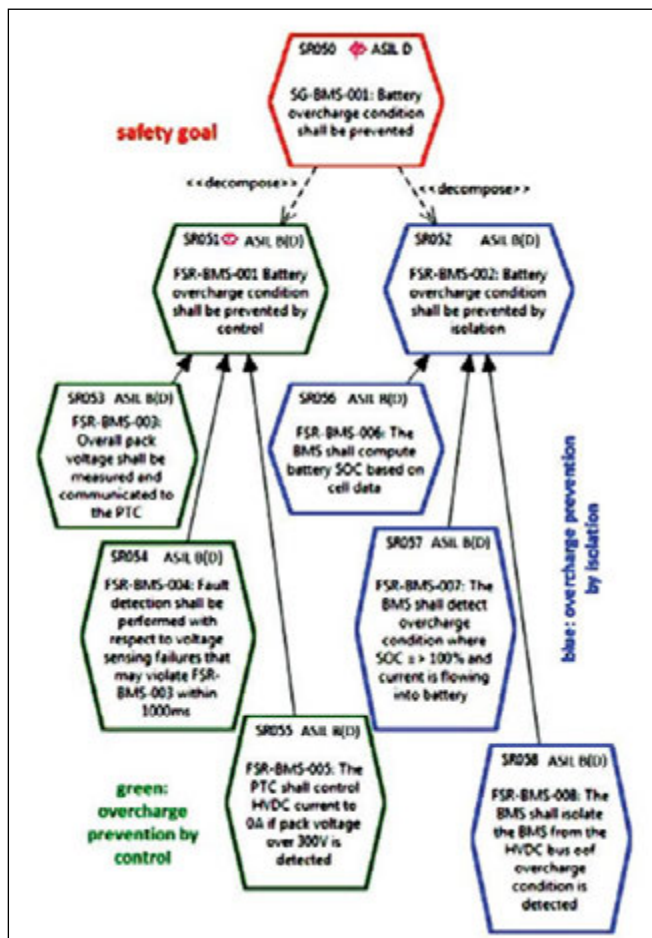 SR050 ASIL D
SG-BMS-001: Battery
overcharge condition
shall be prevented
safety goal
<<decompose>>
<<decompose>>
SR051 ASIL B(D)
FSR-BMS-001 Battery
overcharge condition
shall be prevented by
control
SR052 ASIL B(D)
FSR-BMS-002: Battery
overcharge condition
shall be prevented by
isolation
SR053 ASIL B(D)
FSR-BMS-003:
Overall pack
voltage shall be
measured and
communicated to
the PTC
SR056 ASIL B(D)
FSR-BMS-006: The
BMS shall compute
battery SOC based on
cell data
SR054 ASIL B(D)
FSR-BMS-004: Fault
detection shall be
performed with
respect to voltage
sensing failures that
may violate FSR-
BMS-003 within
1000ms
SR057 ASIL B(D)
FSR-BMS-007: The
BMS shall detect
overcharge
condition where
SOC => 100% and
current is flowing
into battery
blue: overcharge prevention
by isolation
SR055 ASIL B(D)
FSR-BMS-005: The
PTC shall control
HVDC current to
0A if pack voltage
over 300V is
detected
green:
overcharge
prevention by
control
SR058 ASIL B(D)
FSR-BMS-008: The
BMS shall isolate
the BMS from the
HVDC bus eof
overcharge
condition is
detected